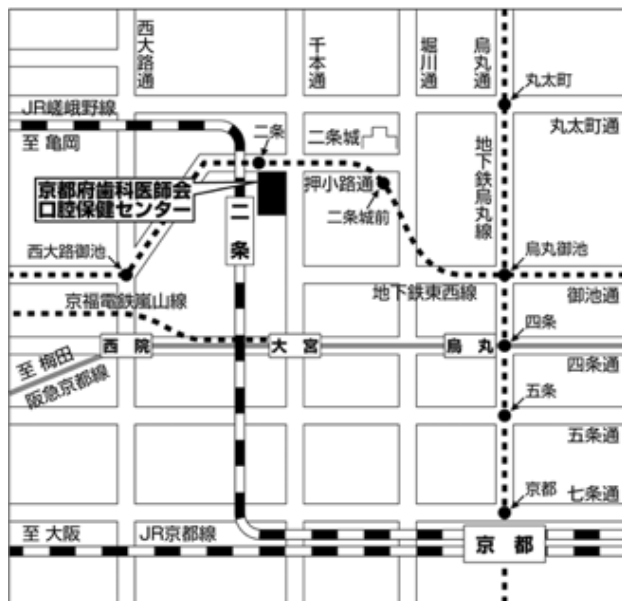 西大路通
千本通
堀川通
烏丸通
丸太町
JR嵯峨野線
至 亀岡
二条
二条城
丸太町通
地下鉄烏丸線
京都府歯科医師会
口腔保健センター
押小路通
二条城前
二条
西大路御池
烏丸御池
京福電鉄嵐山線
地下鉄東西線
御池通
四条
西院
大宮
烏丸
四条通
至 梅田
阪急京都線
五条
五条通
京都
七条通
至 大阪
JR京都線
京都